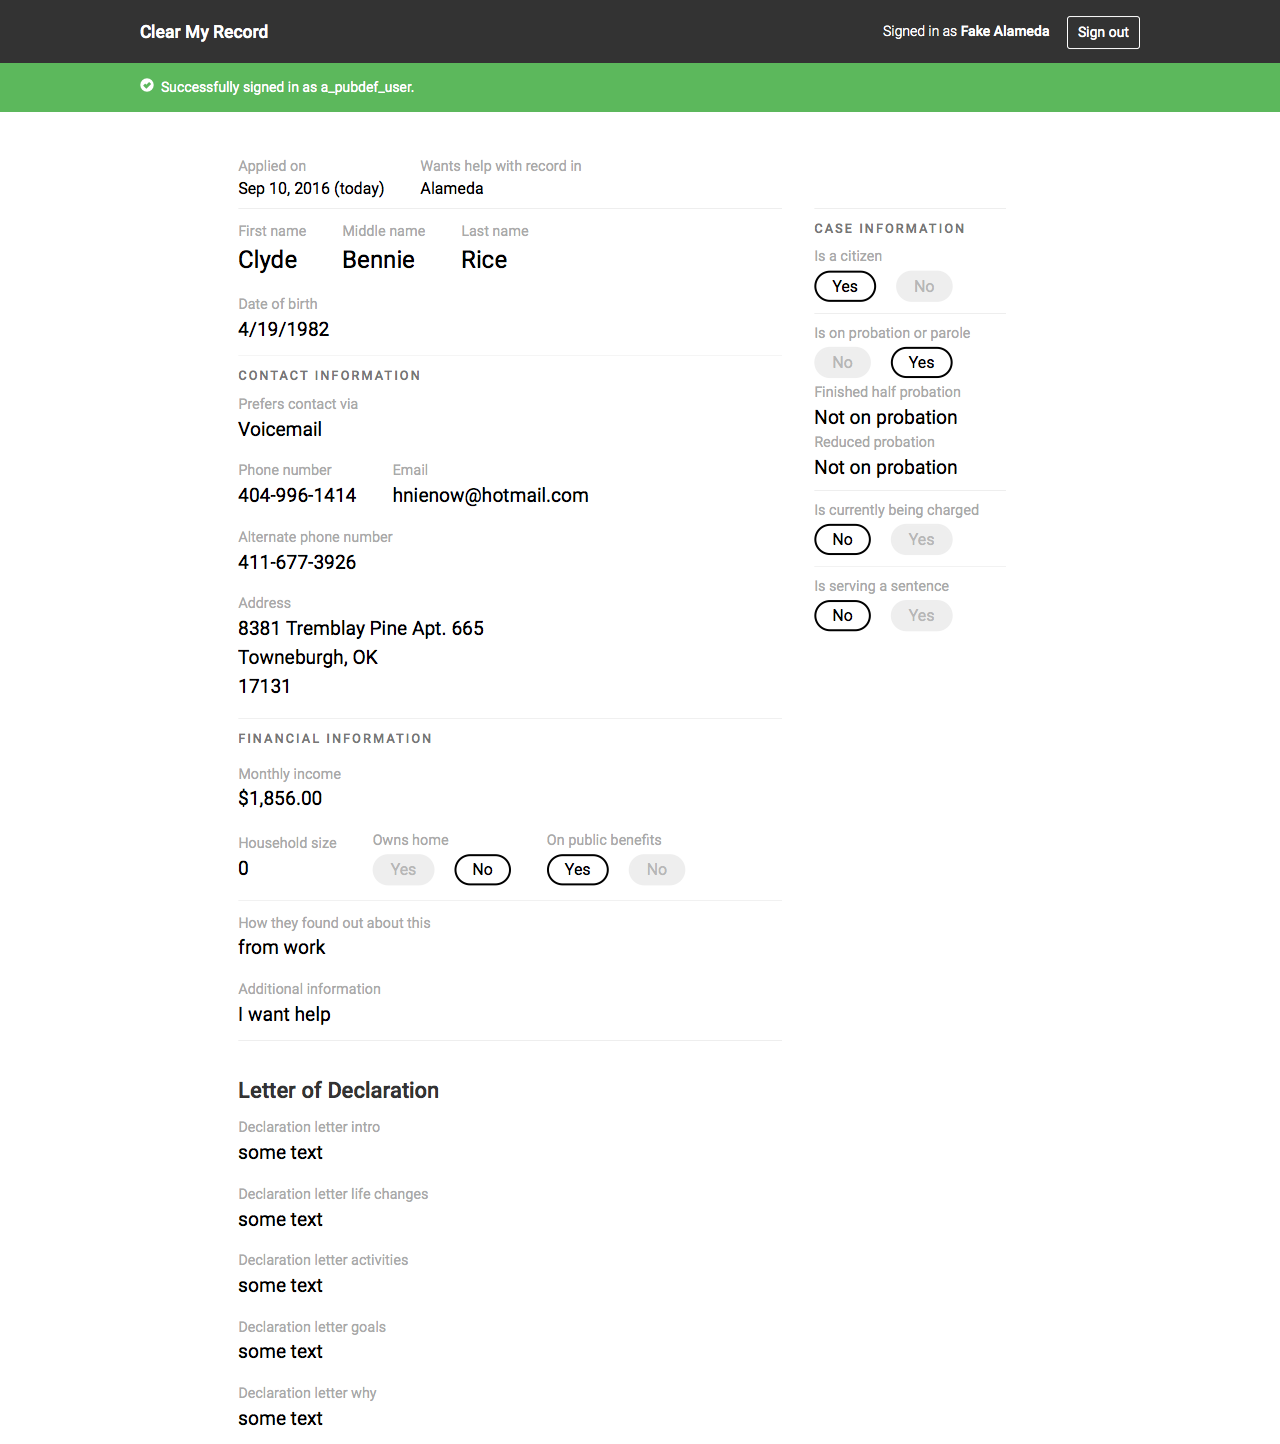 Clear My Record
Signed in as Fake Alameda
Sign out
Successfully signed in as a_pubdef_user.
Applied on
Sep 10, 2016 (today)
Wants help with record in
Alameda
First name
Clyde
Middle name
Bennie
Last name
Rice
Date of birth
4/19/1982
CONTACT INFORMATION
Prefers contact via
Voicemail
Phone number
404-996-1414
Email
hnienow@hotmail.com
Alternate phone number
411-677-3926
Address
8381 Tremblay Pine Apt. 665
Towneburgh, OK
17131
FINANCIAL INFORMATION
Monthly income
$1,856.00
Household size
0
Owns home
Yes No
On public benefits
Yes No
How they found out about this
from work
Additional information
I want help
Letter of Declaration
Declaration letter intro
some text
Declaration letter life changes
some text
Declaration letter activities
some text
Declaration letter goals
some text
Declaration letter why
some text
CASE INFORMATION
Is a citizen
Yes No
Is on probation or parole
No Yes
Finished half probation
Not on probation
Reduced probation
Not on probation
Is currently being charged
No Yes
Is serving a sentence
No Yes